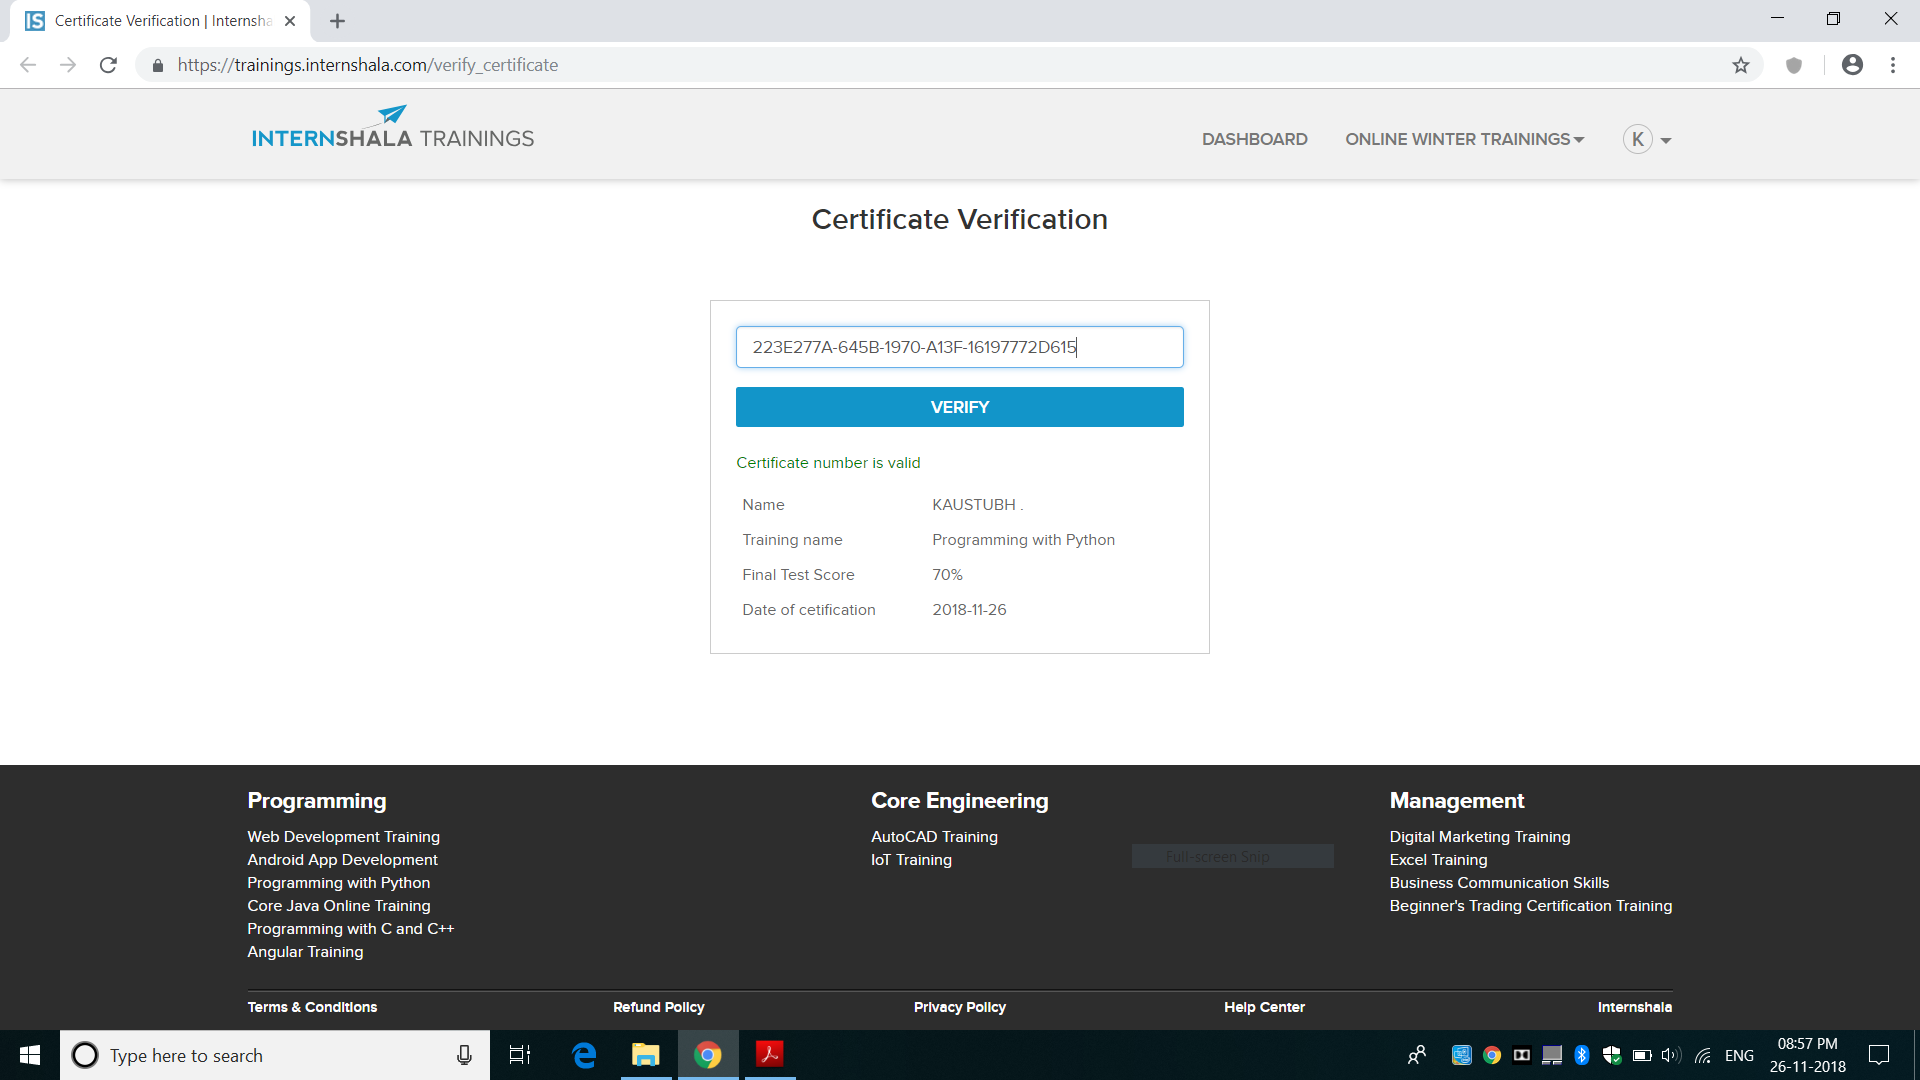 Certificate Verification | Internsha
https://trainings.internshala.com/verify_certificate
INTERNSHALA TRAININGS
DASHBOARD
ONLINE WINTER TRAININGS
K
Certificate Verification
223E277A-645B-1970-A13F-16197772D615
VERIFY
Certificate number is valid
Name KAUSTUBH .
Training name Programming with Python
Final Test Score 70%
Date of cetification 2018-11-26
Programming
Web Development Training
Android App Development
Programming with Python
Core Java Online Training
Programming with C and C++
Angular Training
Core Engineering
AutoCAD Training
IoT Training
Full-screen Snip
Management
Digital Marketing Training
Excel Training
Business Communication Skills
Beginner's Trading Certification Training
Terms & Conditions
Refund Policy
Privacy Policy
Help Center
Internshala
Type here to search
ENG
08:57 PM
26-11-2018